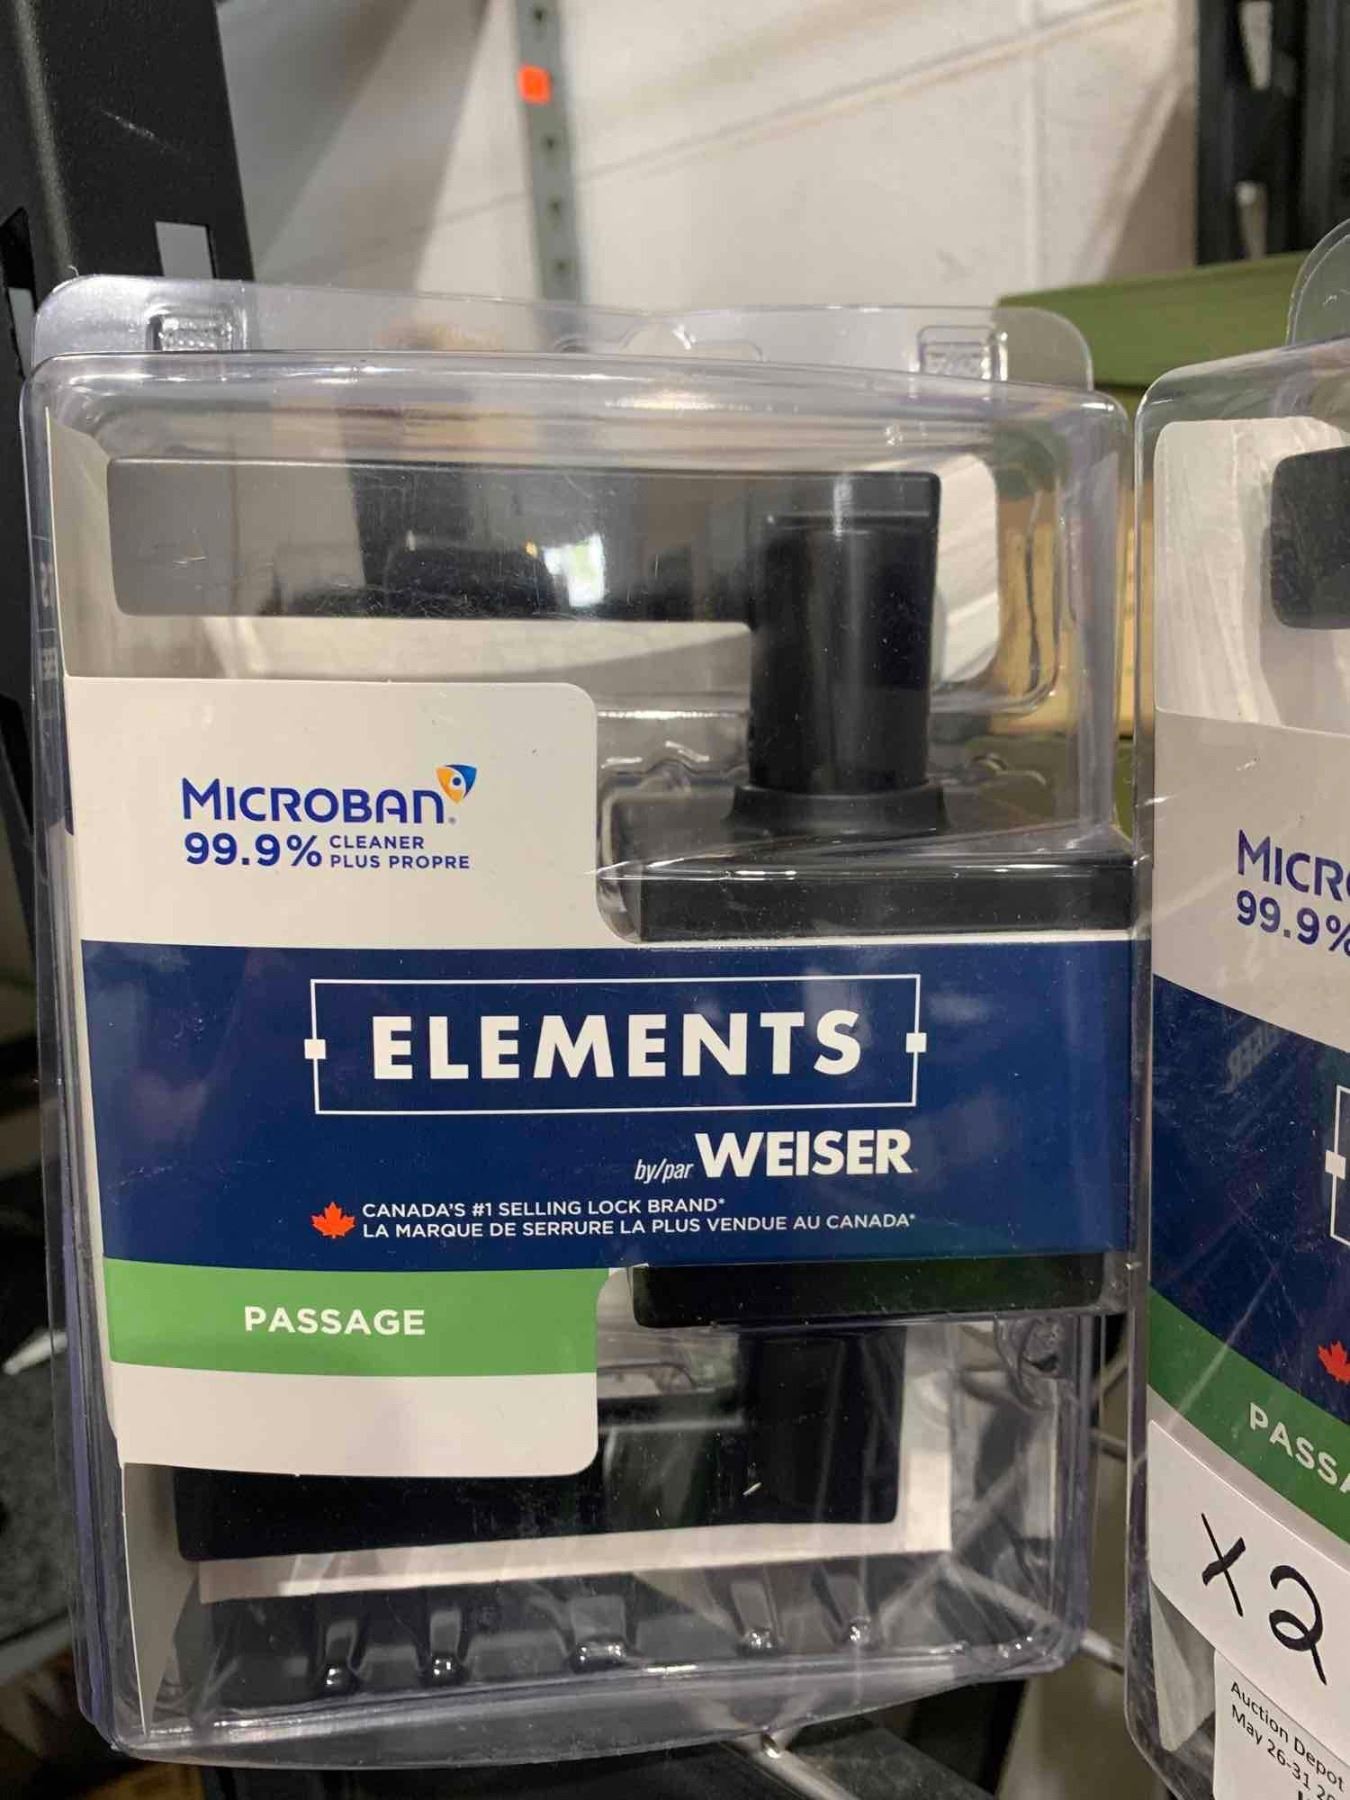 MICROBAN®
99.9% CLEANER
PLUS PROPRE
ELEMENTS
by/par WEISER
CANADA'S #1 SELLING LOCK BRAND*
LA MARQUE DE SERRURE LA PLUS VENDUE AU CANADA*
PASSAGE
MICR
99.9%
PASSA
X2
Auction Depot
May 26-31